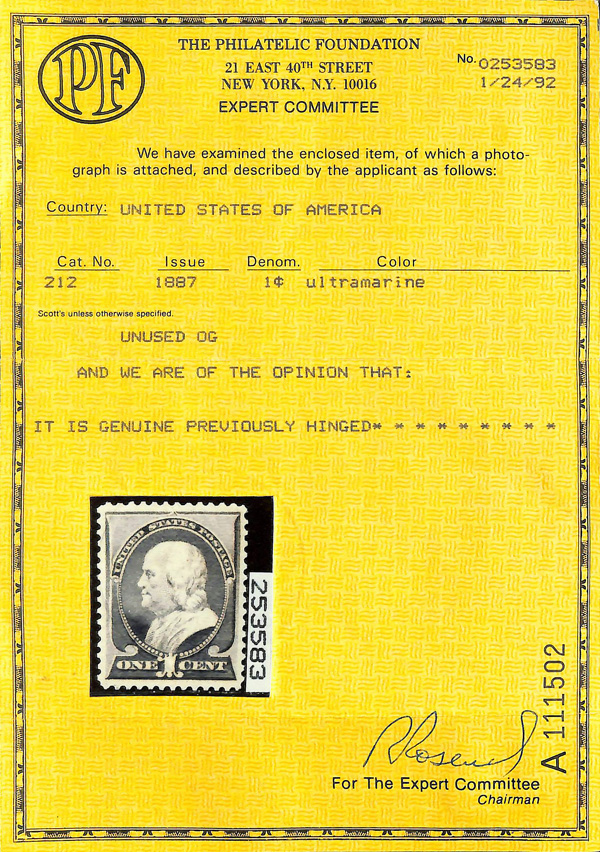 PF
THE PHILATELIC FOUNDATION
21 EAST 40TH STREET
NEW YORK, N.Y. 10016
EXPERT COMMITTEE
No. 0253583
1/24/92
We have examined the enclosed item, of which a photo-
graph is attached, and described by the applicant as follows:
Country: UNITED STATES OF AMERICA
Cat. No. Issue Denom. Color
212 1887 1¢ ultramarine
Scott's unless otherwise specified.
UNUSED OG
AND WE ARE OF THE OPINION THAT:
IT IS GENUINE PREVIOUSLY HINGED* * * * * * * * *
UNITED STATES POSTAGE
ONE 1 CENT
253583
A 111502
For The Expert Committee
Chairman